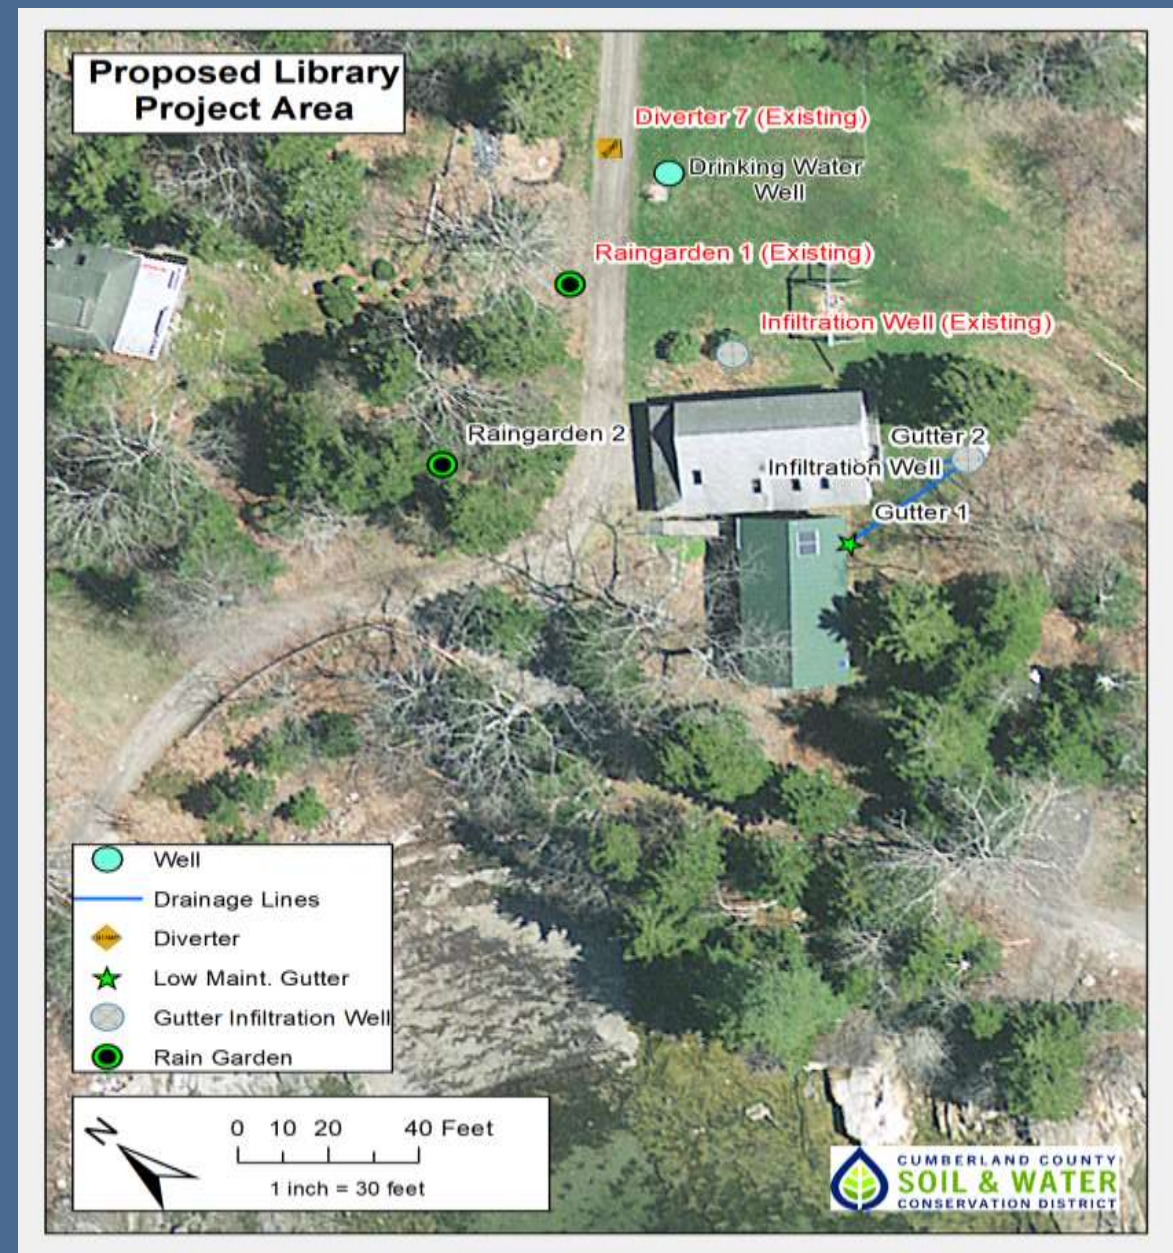 Proposed Library
Project Area
Diverter 7 (Existing)
Drinking Water
Well
Raingarden 1 (Existing)
Infiltration Well (Existing)
Raingarden 2
Gutter 2
Infiltration Well
Gutter 1
Well
Drainage Lines
Diverter
Low Maint. Gutter
Gutter Infiltration Well
Rain Garden
N
0 10 20 40 Feet
1 inch = 30 feet
CUMBERLAND COUNTY
SOIL & WATER
CONSERVATION DISTRICT